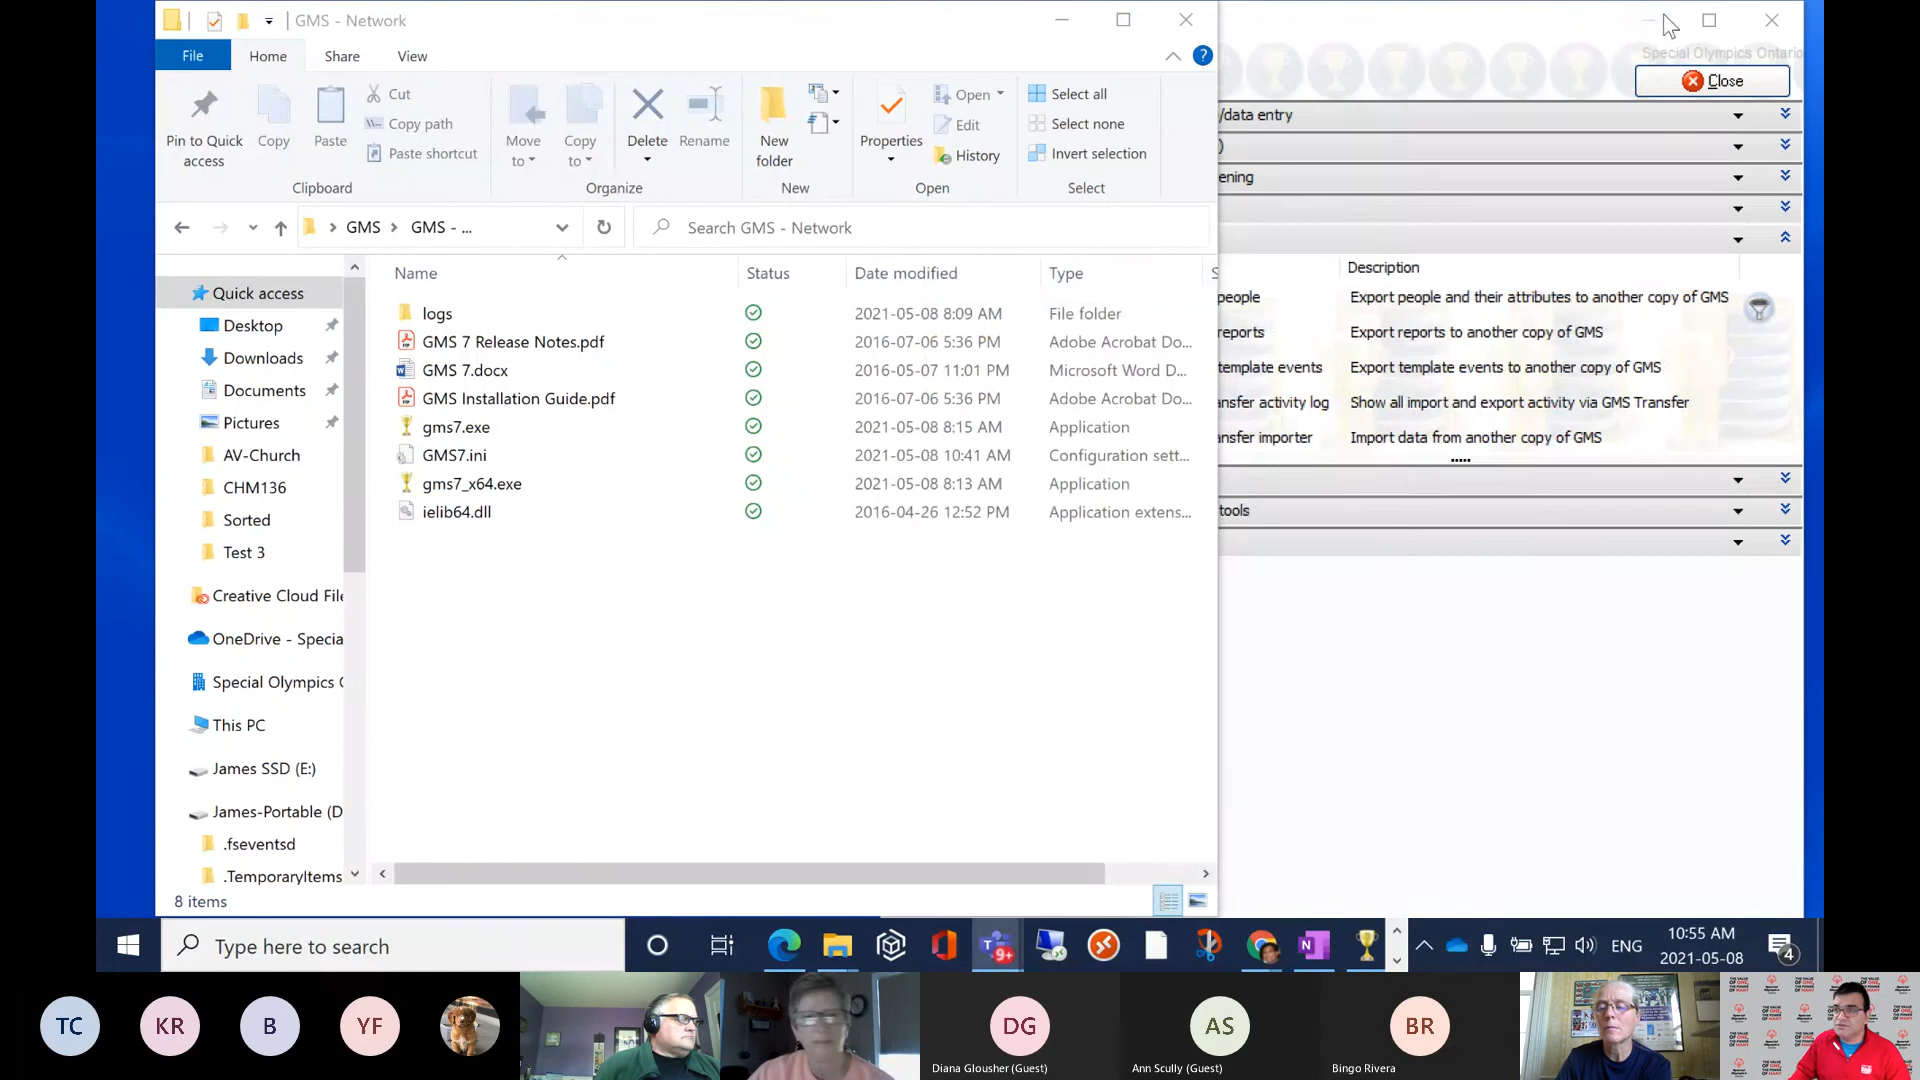 GMS - Network
File
Home
Share
View
Pin to Quick access
Copy
Paste
Cut
Copy path
Paste shortcut
Clipboard
Move to
Copy to
Delete
Rename
Organize
New folder
New
Properties
Open
Edit
History
Open
Select all
Select none
Invert selection
Select
GMS
GMS - ...
Search GMS - Network
Name Status Date modified Type S
logs 2021-05-08 8:09 AM File folder
GMS 7 Release Notes.pdf 2016-07-06 5:36 PM Adobe Acrobat Do...
GMS 7.docx 2016-05-07 11:01 PM Microsoft Word D...
GMS Installation Guide.pdf 2016-07-06 5:36 PM Adobe Acrobat Do...
gms7.exe 2021-05-08 8:15 AM Application
GMS7.ini 2021-05-08 10:41 AM Configuration sett...
gms7_x64.exe 2021-05-08 8:13 AM Application
ielib64.dll 2016-04-26 12:52 PM Application extens...
Quick access
Desktop
Downloads
Documents
Pictures
AV-Church
CHM136
Sorted
Test 3
Creative Cloud File
OneDrive - Specia
Special Olympics O
This PC
James SSD (E:)
James-Portable (D
.fseventsd
.TemporaryItems
8 items
Special Olympics Ontario
Close
/data entry
)
ening
Description
people Export people and their attributes to another copy of GMS
reports Export reports to another copy of GMS
template events Export template events to another copy of GMS
ansfer activity log Show all import and export activity via GMS Transfer
ansfer importer Import data from another copy of GMS
.....
tools
Type here to search
9+
ENG
10:55 AM
2021-05-08
4
TC
KR
B
YF
DG
Diana Glousher (Guest)
AS
Ann Scully (Guest)
BR
Bingo Rivera